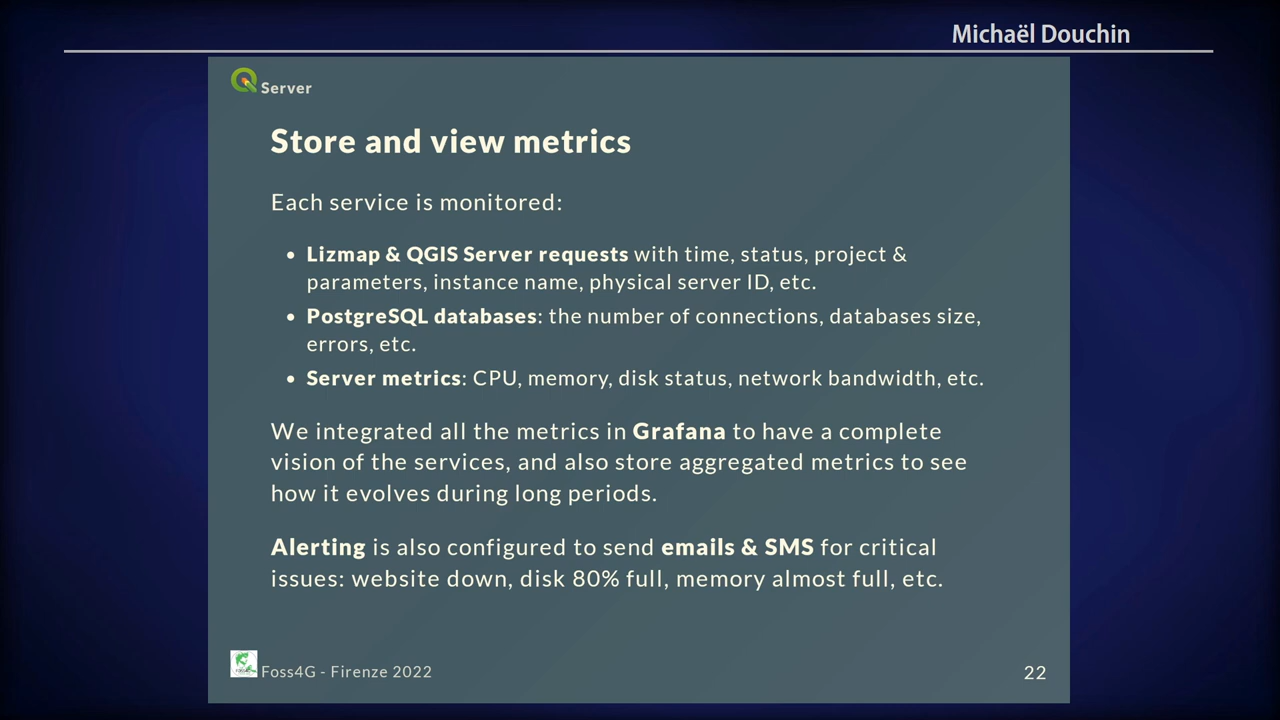 Michaël Douchin
Server
Store and view metrics
Each service is monitored:
• Lizmap & QGIS Server requests with time, status, project &
parameters, instance name, physical server ID, etc.
• PostgreSQL databases: the number of connections, databases size,
errors, etc.
• Server metrics: CPU, memory, disk status, network bandwidth, etc.
We integrated all the metrics in Grafana to have a complete
vision of the services, and also store aggregated metrics to see
how it evolves during long periods.
Alerting is also configured to send emails & SMS for critical
issues: website down, disk 80% full, memory almost full, etc.
Foss4G - Firenze 2022
22